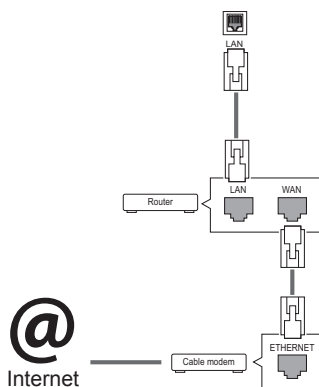 LAN
LAN WAN
Router
ETHERNET
@
Internet
Cable modem